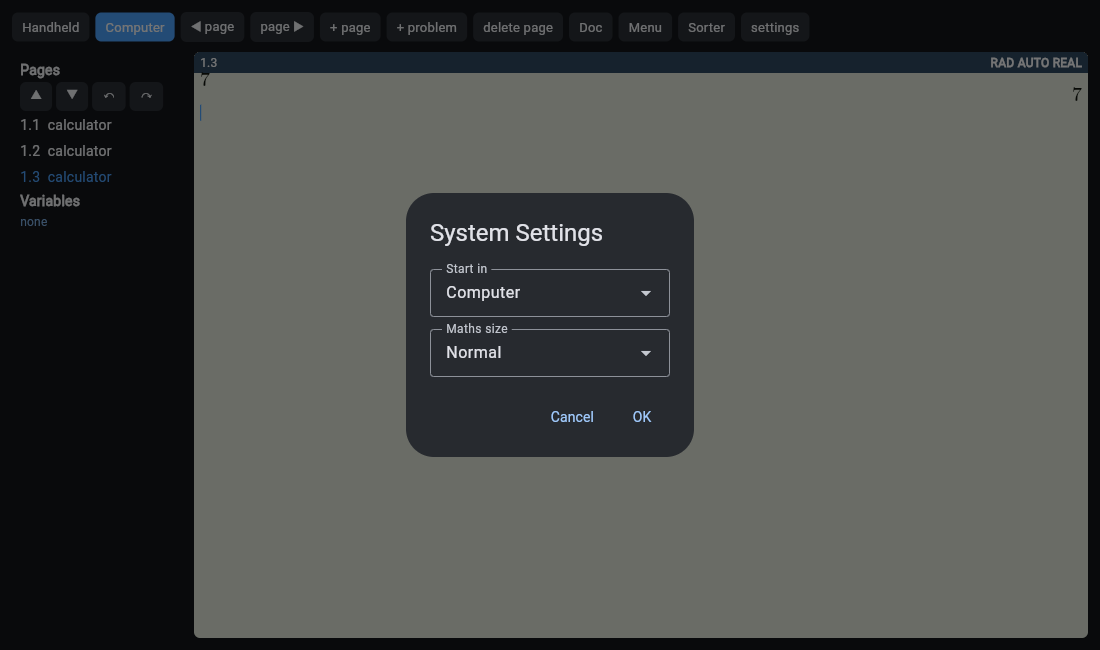 Handheld Computer ◀ page page ▶ + page + problem delete page Doc Menu Sorter settings
Pages
▲ ▼ ↶ ↷
1.1 calculator
1.2 calculator
1.3 calculator
Variables
none
1.3 RAD AUTO REAL
7
7
System Settings
Start in
Computer
Maths size
Normal
Cancel OK